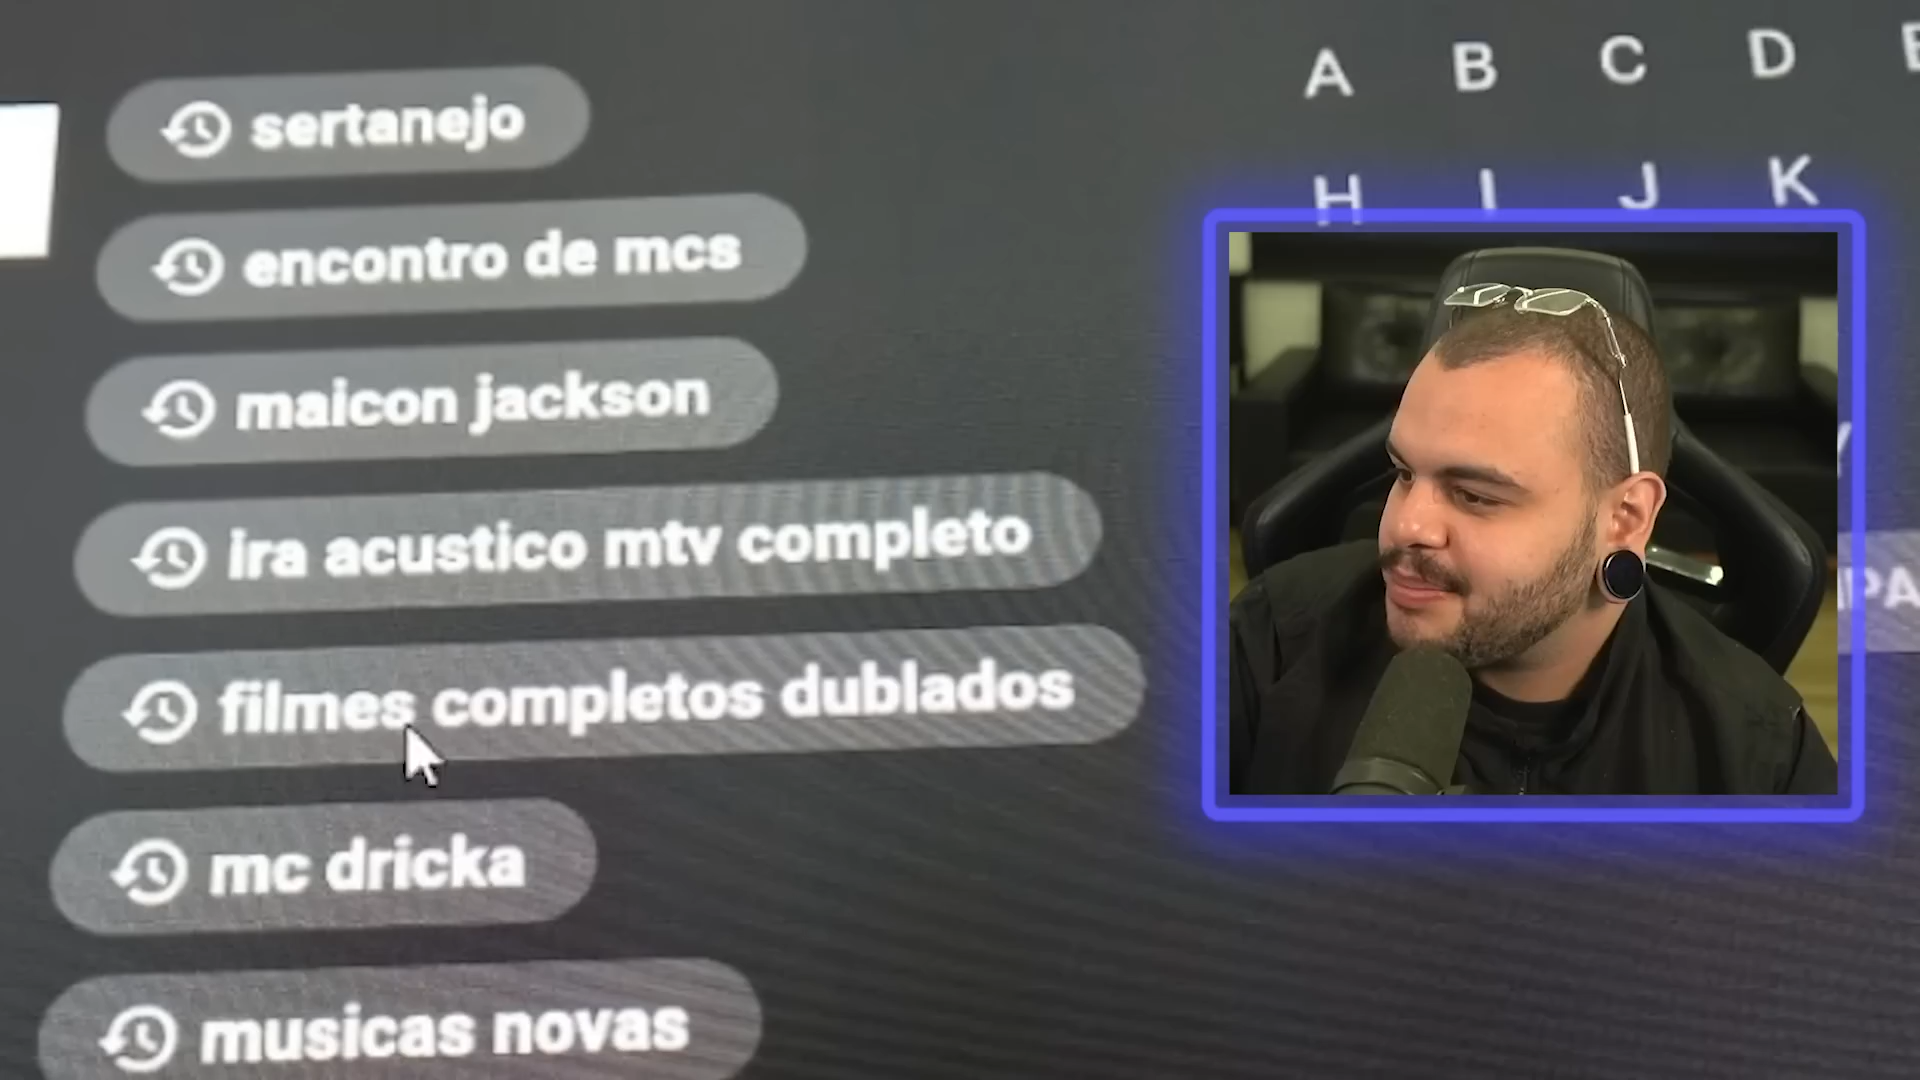 A B C D
sertanejo
H I J K
encontro de mcs
maicon jackson
ira acustico mtv completo
filmes completos dublados
mc dricka
musicas novas